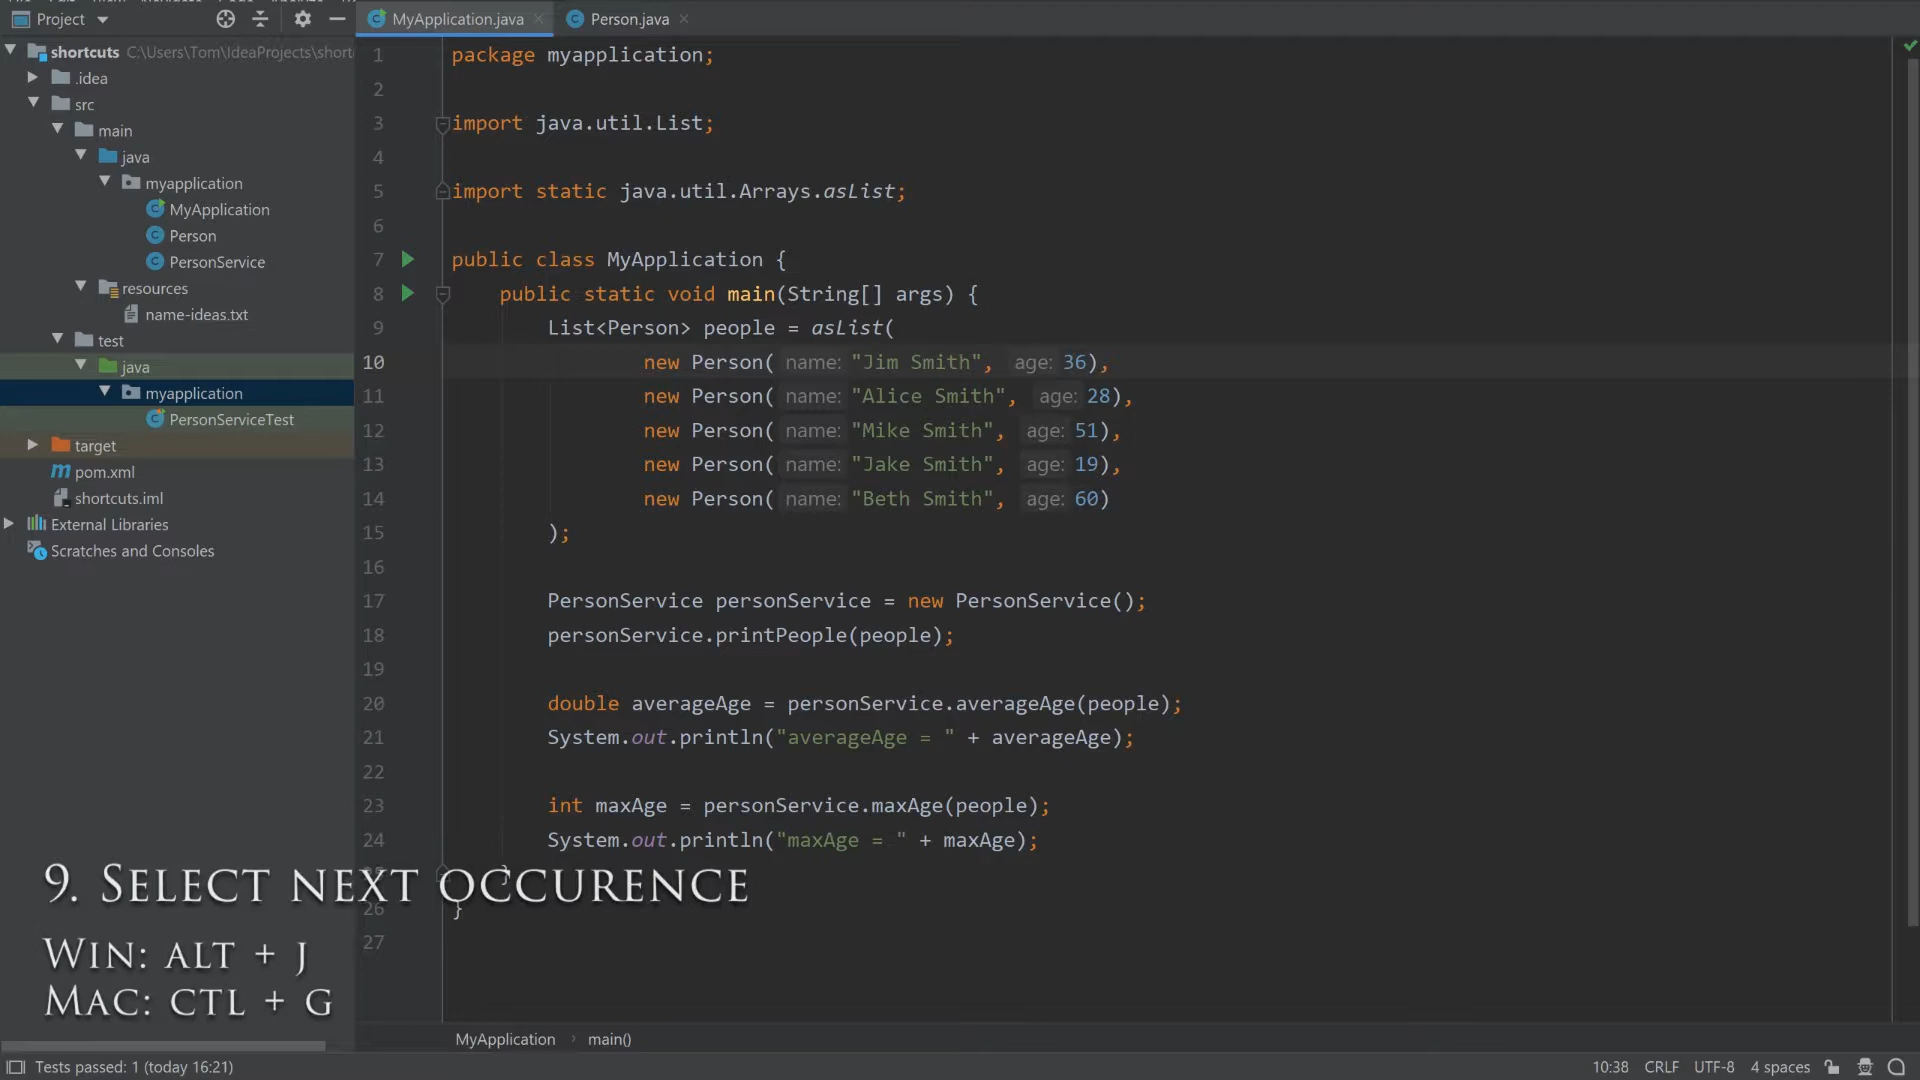 Project
MyApplication.java
Person.java
shortcuts C:\Users\Tom\IdeaProjects\short
.idea
src
main
java
myapplication
MyApplication
Person
PersonService
resources
name-ideas.txt
test
java
myapplication
PersonServiceTest
target
pom.xml
shortcuts.iml
External Libraries
Scratches and Consoles
1 package myapplication;
2
3 import java.util.List;
4
5 import static java.util.Arrays.asList;
6
7 public class MyApplication {
8 public static void main(String[] args) {
9 List<Person> people = asList(
10 new Person( name: "Jim Smith", age: 36),
11 new Person( name: "Alice Smith", age: 28),
12 new Person( name: "Mike Smith", age: 51),
13 new Person( name: "Jake Smith", age: 19),
14 new Person( name: "Beth Smith", age: 60)
15 );
16
17 PersonService personService = new PersonService();
18 personService.printPeople(people);
19
20 double averageAge = personService.averageAge(people);
21 System.out.println("averageAge = " + averageAge);
22
23 int maxAge = personService.maxAge(people);
24 System.out.println("maxAge = " + maxAge);
}
26 }
27
9. Select next occurence
Win: alt + j
Mac: ctl + g
MyApplication › main()
Tests passed: 1 (today 16:21)
10:38 CRLF UTF-8 4 spaces